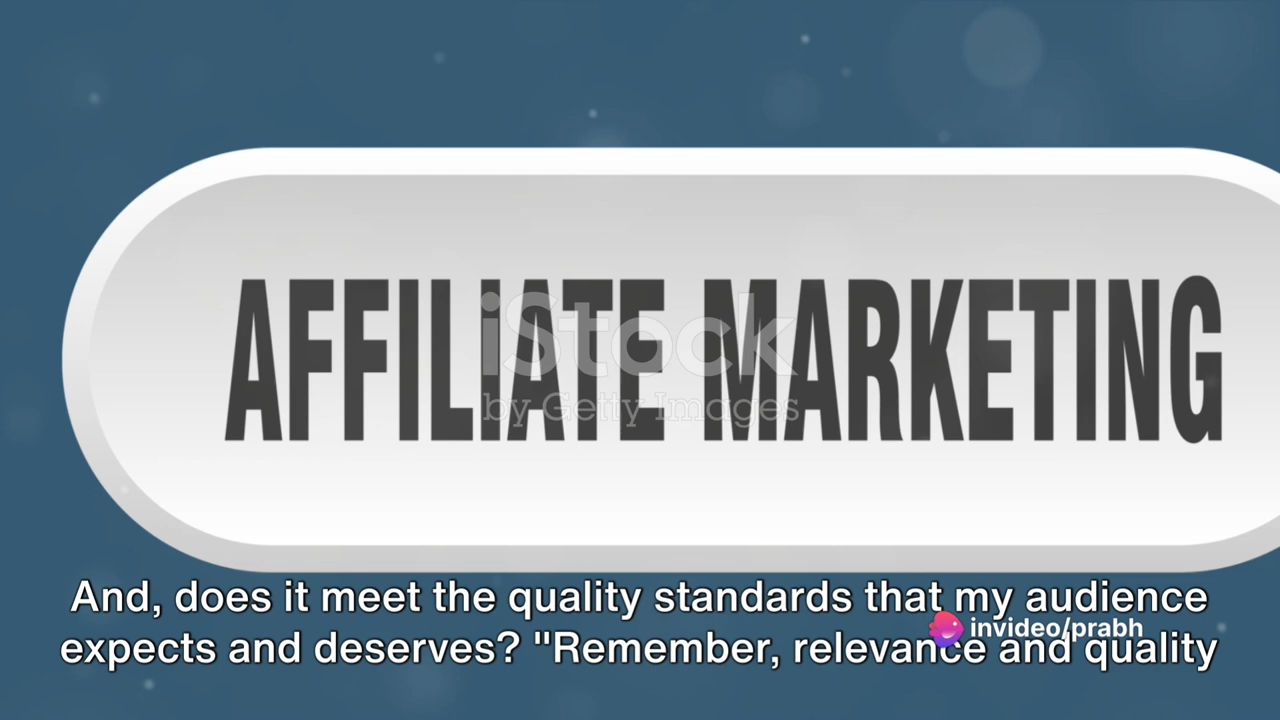 AFFILIATE MARKETING
iStock
by Getty Images
And, does it meet the quality standards that my audience
invideo/prabh
expects and deserves? "Remember, relevance and quality